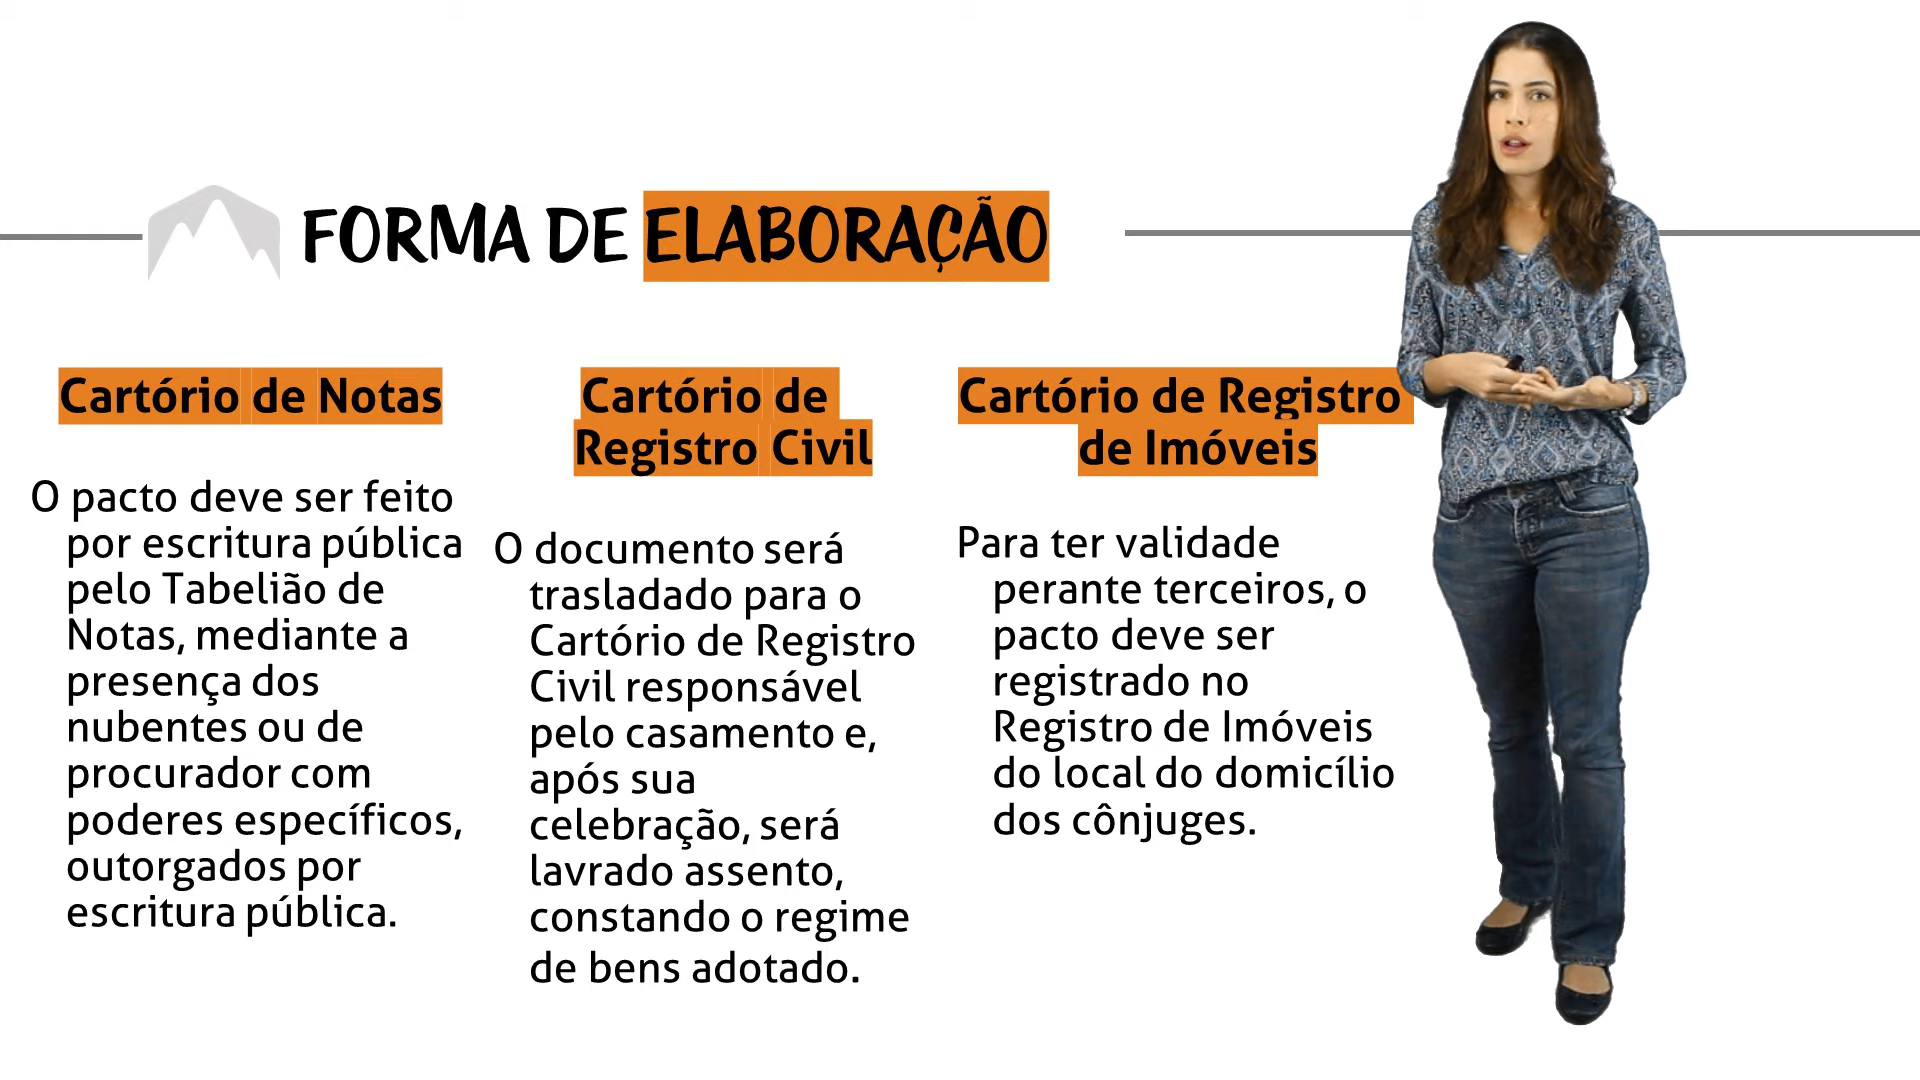 FORMA DE ELABORAÇÃO
Cartório de Notas
O pacto deve ser feito
por escritura pública
pelo Tabelião de
Notas, mediante a
presença dos
nubentes ou de
procurador com
poderes específicos,
outorgados por
escritura pública.
Cartório de
Registro Civil
O documento será
trasladado para o
Cartório de Registro
Civil responsável
pelo casamento e,
após sua
celebração, será
lavrado assento,
constando o regime
de bens adotado.
Cartório de Registro
de Imóveis
Para ter validade
perante terceiros, o
pacto deve ser
registrado no
Registro de Imóveis
do local do domicílio
dos cônjuges.